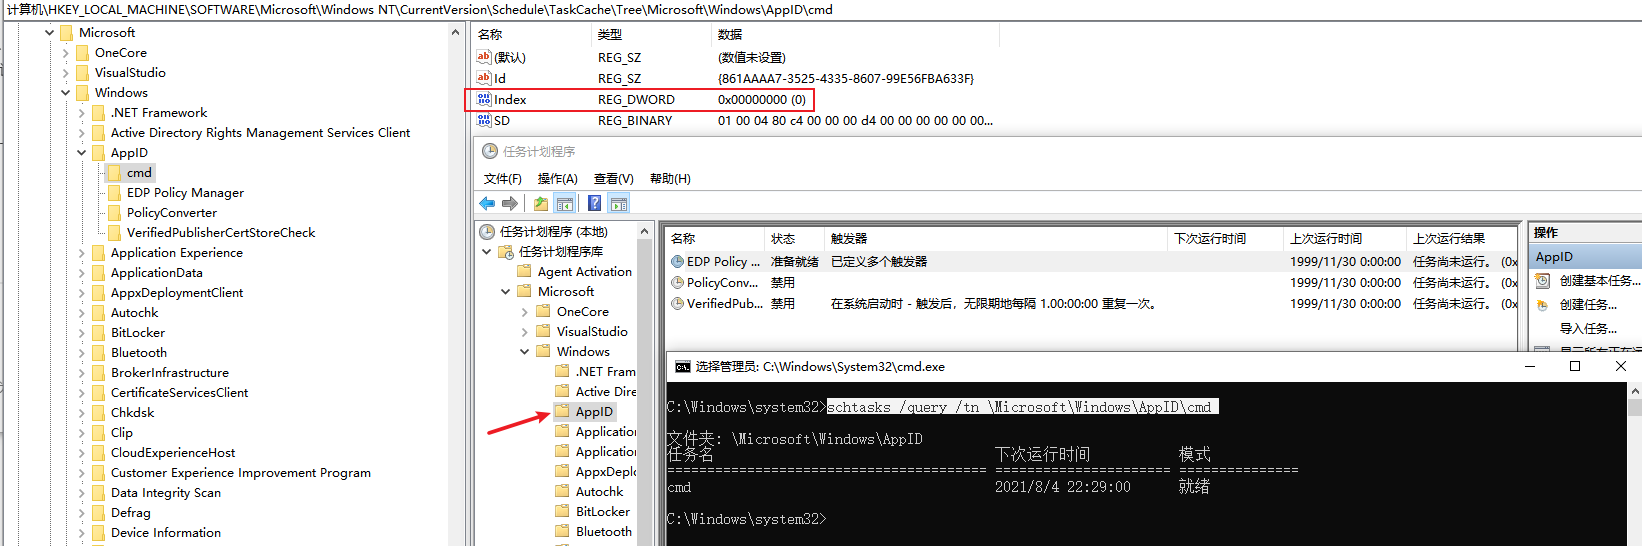 计算机\HKEY_LOCAL_MACHINE\SOFTWARE\Microsoft\Windows NT\CurrentVersion\Schedule\TaskCache\Tree\Microsoft\Windows\AppID\cmd
Microsoft
OneCore
VisualStudio
Windows
.NET Framework
Active Directory Rights Management Services Client
AppID
cmd
EDP Policy Manager
PolicyConverter
VerifiedPublisherCertStoreCheck
Application Experience
ApplicationData
AppxDeploymentClient
Autochk
BitLocker
Bluetooth
BrokerInfrastructure
CertificateServicesClient
Chkdsk
Clip
CloudExperienceHost
Customer Experience Improvement Program
Data Integrity Scan
Defrag
Device Information
名称 类型 数据
(默认) REG_SZ (数值未设置)
Id REG_SZ {861AAAA7-3525-4335-8607-99E56FBA633F}
Index REG_DWORD 0x00000000 (0)
SD REG_BINARY 01 00 04 80 c4 00 00 00 d4 00 00 00 00 00 00...
任务计划程序
文件(F) 操作(A) 查看(V) 帮助(H)
任务计划程序 (本地)
任务计划程序库
Agent Activation
Microsoft
OneCore
VisualStudio
Windows
.NET Fram
Active Dire
AppID
Application
Application
AppxDeplo
Autochk
BitLocker
Bluetooth
名称 状态 触发器 下次运行时间 上次运行时间 上次运行结果
EDP Policy ... 准备就绪 已定义多个触发器 1999/11/30 0:00:00 任务尚未运行。 (0x
PolicyConv... 禁用 1999/11/30 0:00:00 任务尚未运行。 (0x
VerifiedPub... 禁用 在系统启动时 - 触发后，无限期地每隔 1.00:00:00 重复一次。 1999/11/30 0:00:00 任务尚未运行。 (0x
操作
AppID
创建基本任务...
创建任务...
导入任务...
选择管理员: C:\Windows\System32\cmd.exe
C:\Windows\system32>schtasks /query /tn \Microsoft\Windows\AppID\cmd
文件夹: \Microsoft\Windows\AppID
任务名 下次运行时间 模式
======================================== ====================== ===============
cmd 2021/8/4 22:29:00 就绪
C:\Windows\system32>